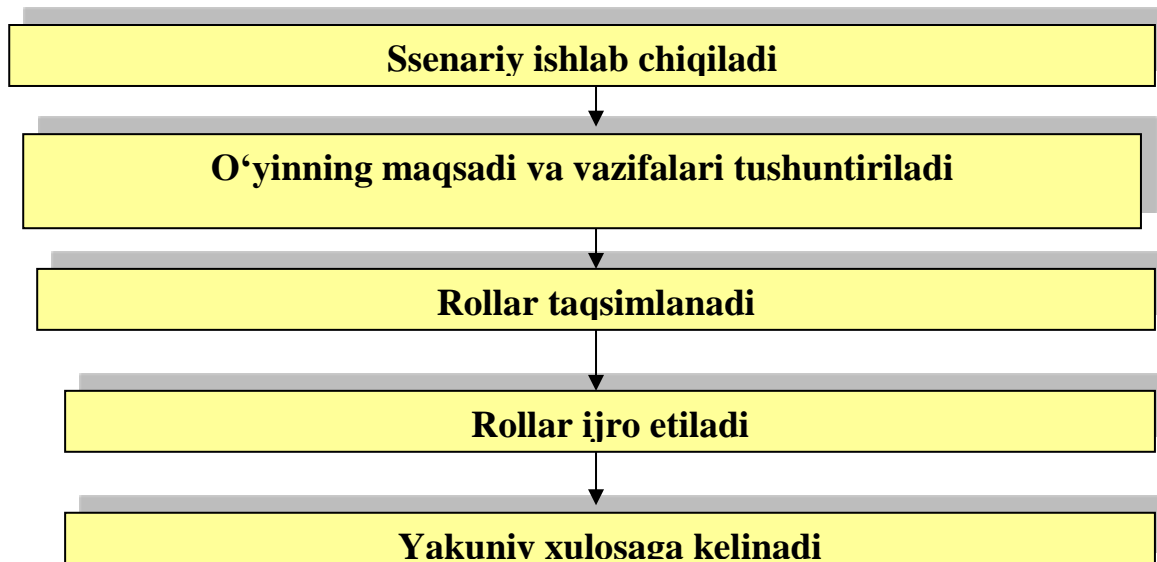 Ssenariy ishlab chiqiladi
O‘yinning maqsadi va vazifalari tushuntiriladi
Rollar taqsimlanadi
Rollar ijro etiladi
Yakuniy xulosaga kelinadi